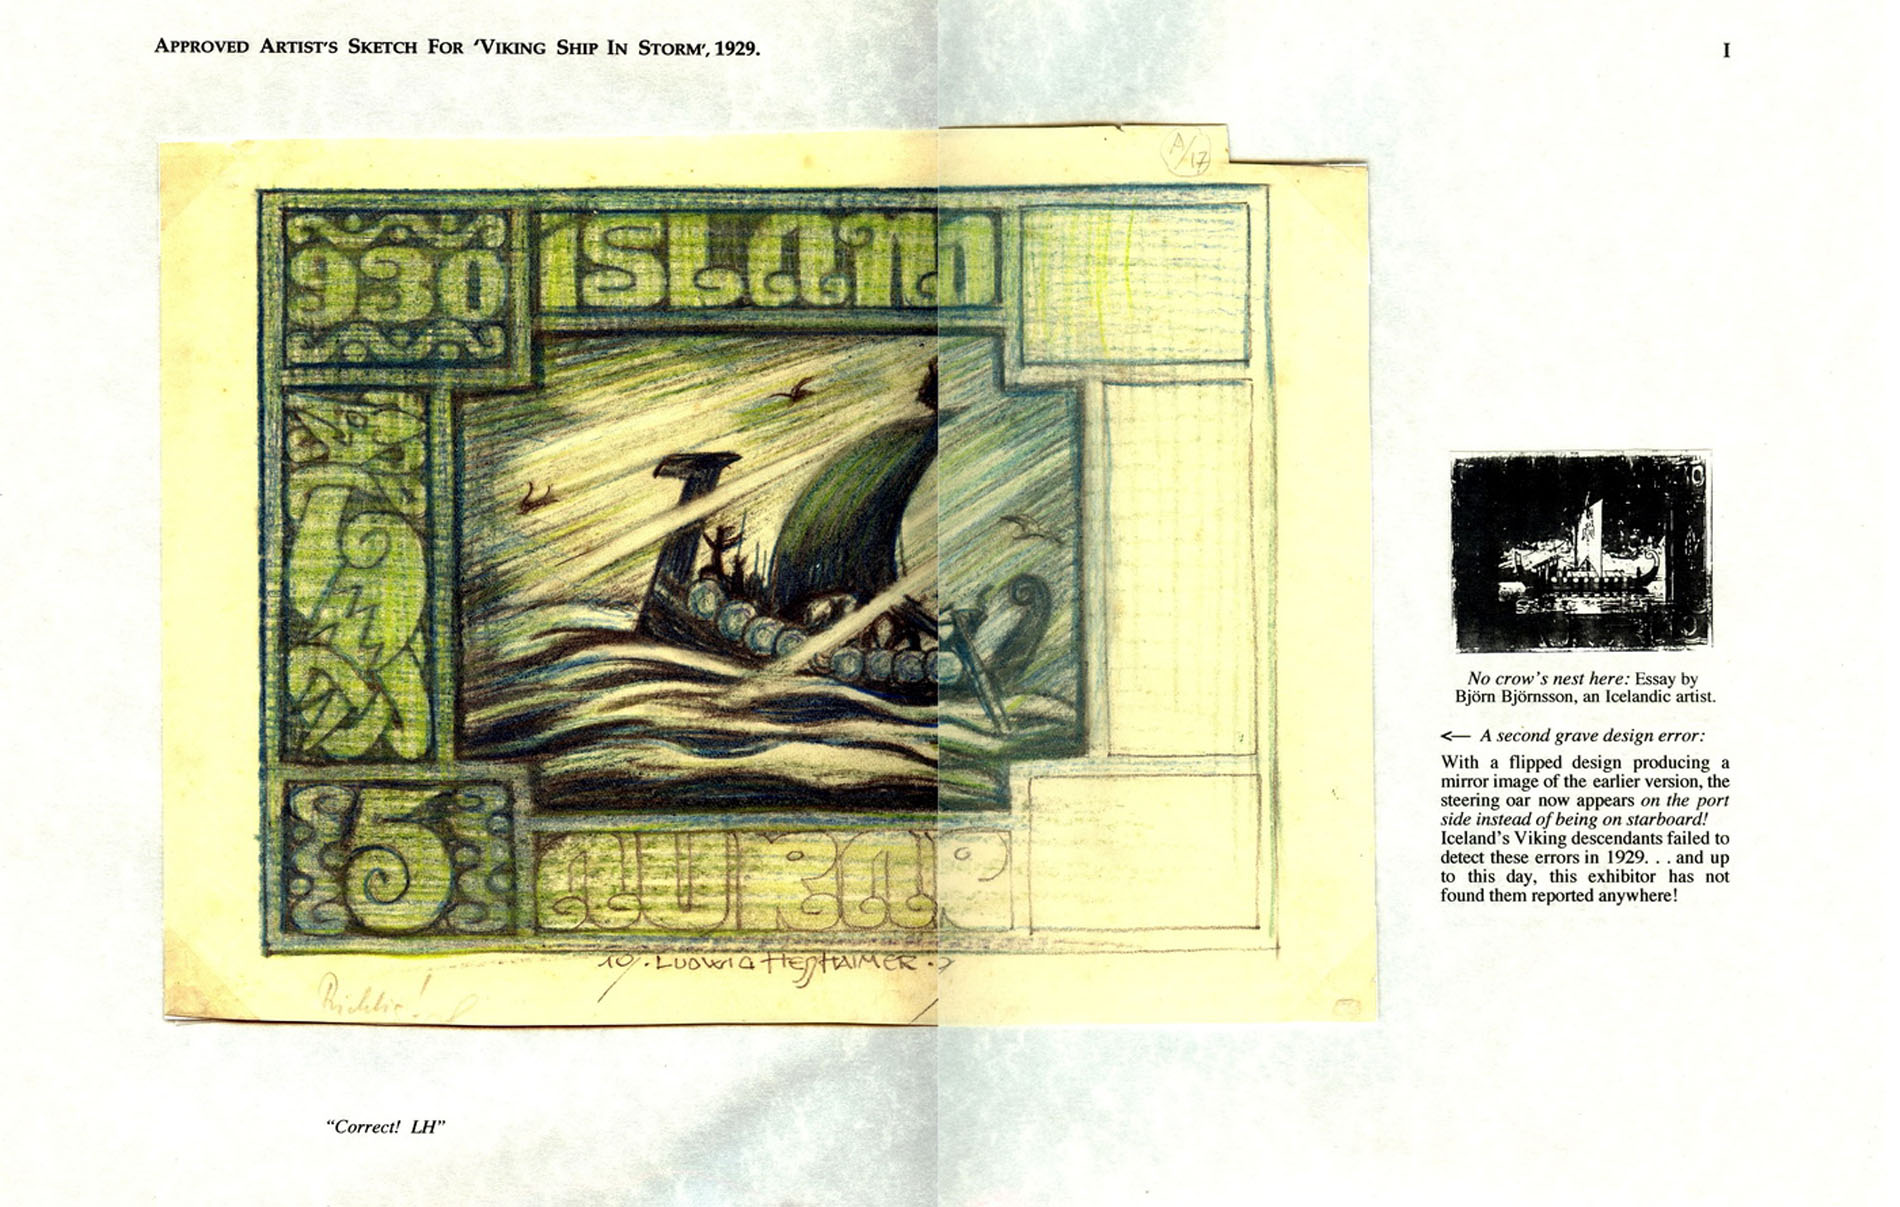 APPROVED ARTIST'S SKETCH FOR 'VIKING SHIP IN STORM', 1929.
I
A/17
930
ISLAND
5
AURAR
LUDWIG HESSHAIMER
No crow's nest here: Essay by
Björn Björnsson, an Icelandic artist.
<— A second grave design error:
With a flipped design producing a
mirror image of the earlier version, the
steering oar now appears on the port
side instead of being on starboard!
Iceland's Viking descendants failed to
detect these errors in 1929. . . and up
to this day, this exhibitor has not
found them reported anywhere!
"Correct! LH"